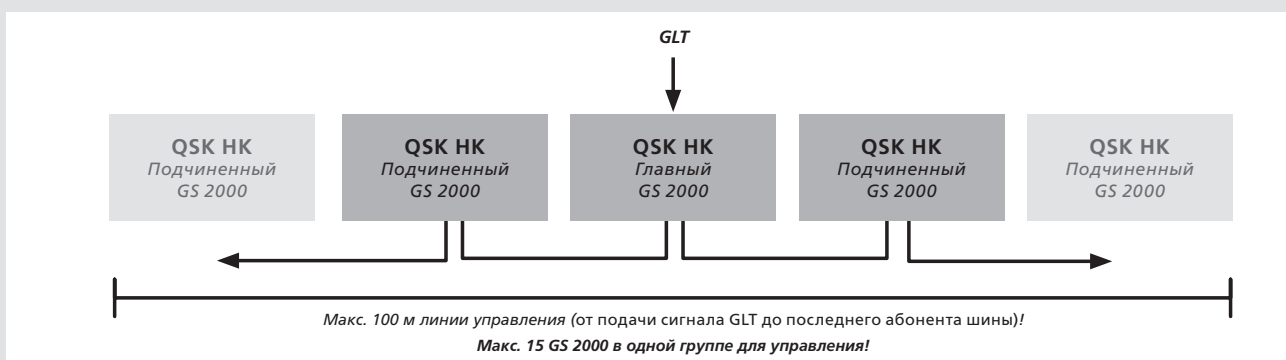 GLT
QSK HK
Подчиненный
GS 2000
QSK HK
Подчиненный
GS 2000
QSK HK
Главный
GS 2000
QSK HK
Подчиненный
GS 2000
QSK HK
Подчиненный
GS 2000
Макс. 100 м линии управления (от подачи сигнала GLT до последнего абонента шины)!
Макс. 15 GS 2000 в одной группе для управления!